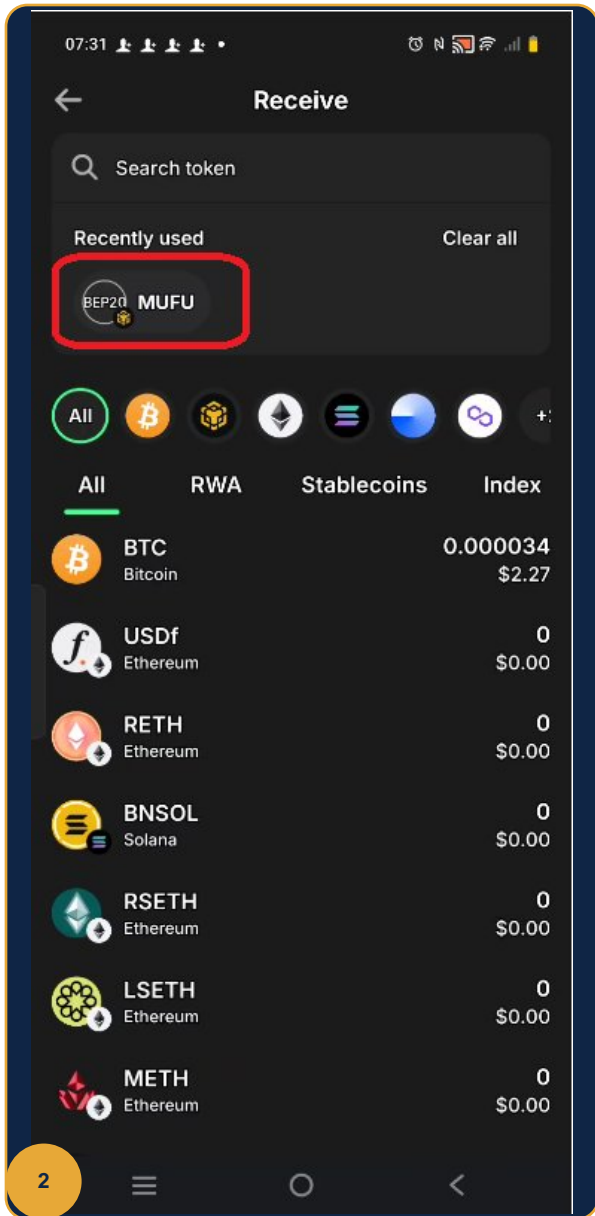 07:31
Receive
Search token
Recently used Clear all
BEP20 MUFU
All
All RWA Stablecoins Index
BTC 0.000034
Bitcoin $2.27
USDf 0
Ethereum $0.00
RETH 0
Ethereum $0.00
BNSOL 0
Solana $0.00
RSETH 0
Ethereum $0.00
LSETH 0
Ethereum $0.00
METH 0
Ethereum $0.00
2